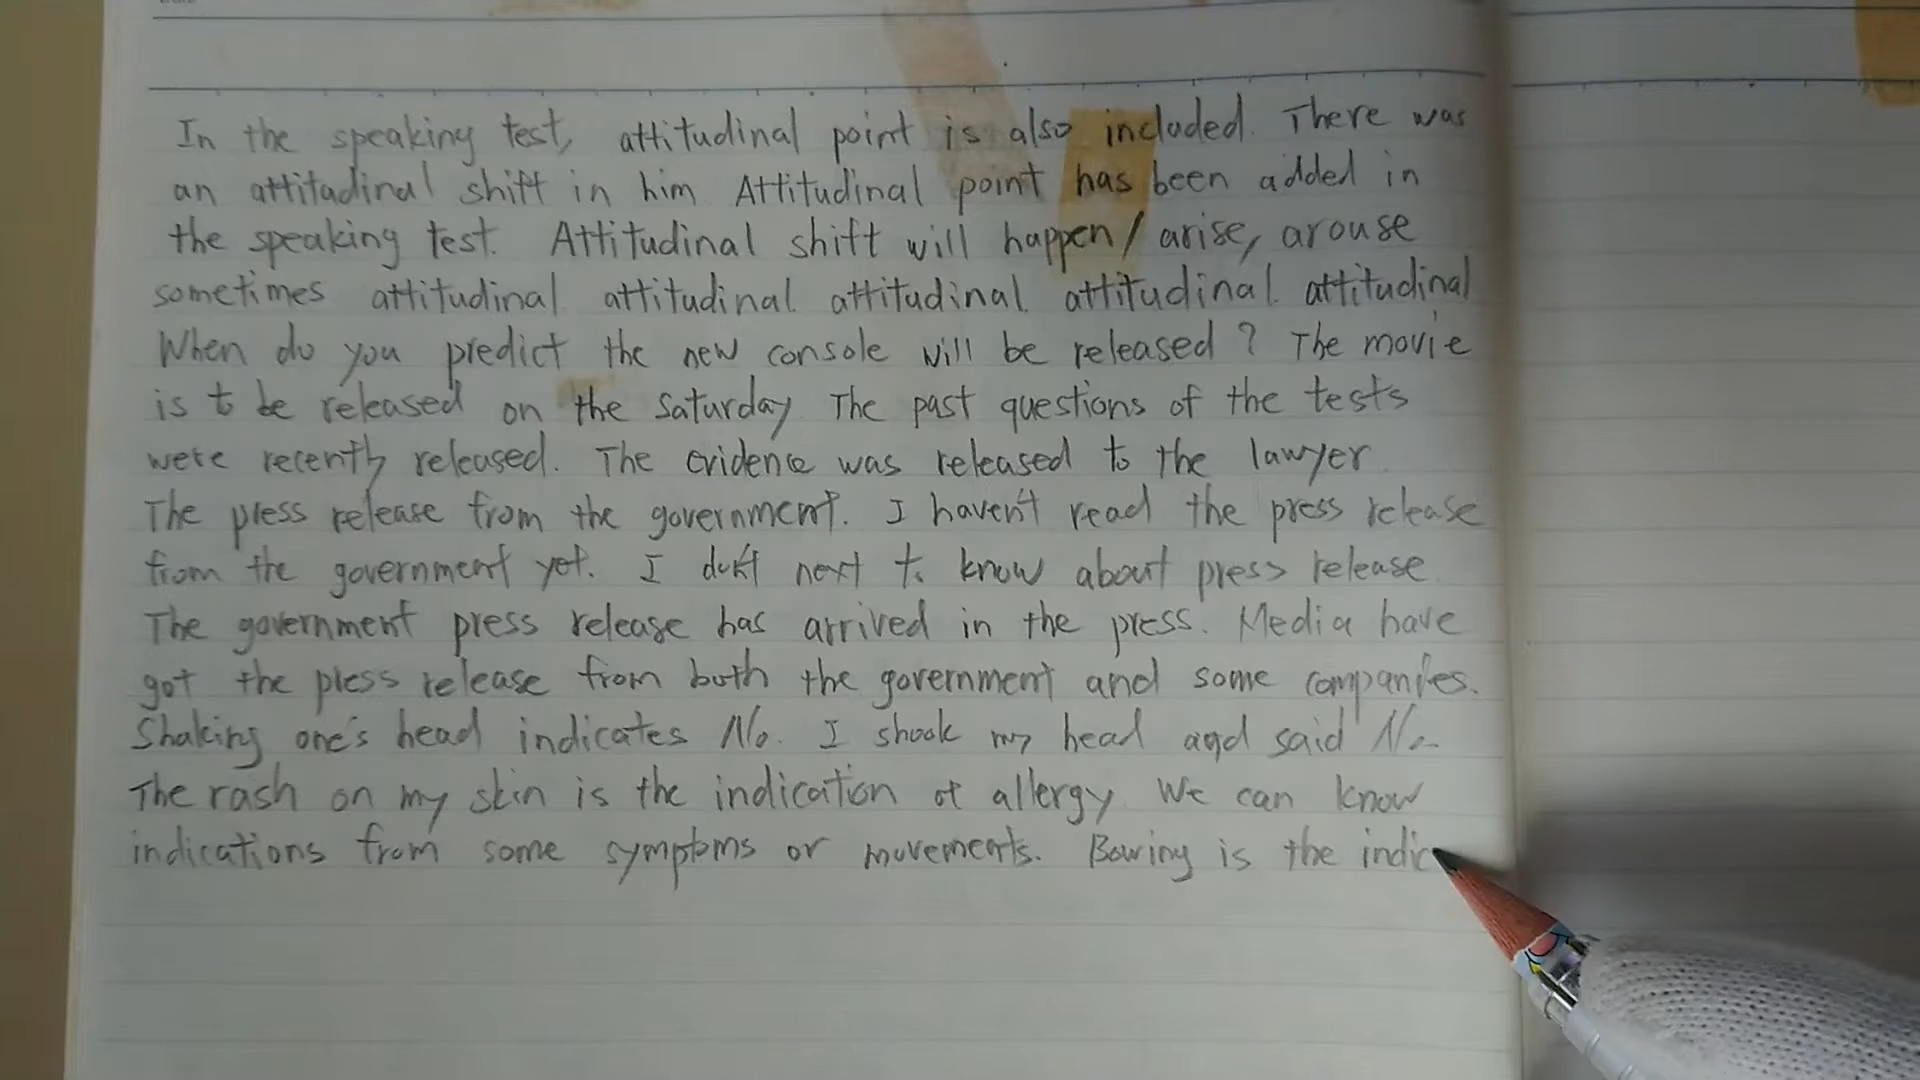 In the speaking test, attitudinal point is also included. There was
an attitudinal shift in him Attitudinal point has been added in
the speaking test. Attitudinal shift will happen / arise, arouse
sometimes attitudinal. attitudinal. attitudinal. attitudinal. attitudinal
When do you predict the new console will be released? The movie
is to be released on the Saturday. The past questions of the tests
were recently released. The evidence was released to the lawyer.
The press release from the government. I haven't read the press release
from the government yet. I don't next to know about press release.
The government press release has arrived in the press. Media have
got the press release from both the government and some companies.
Shaking one's head indicates No. I shook my head and said No.
The rash on my skin is the indication of allergy. We can know
indications from some symptoms or movements. Bowing is the indic